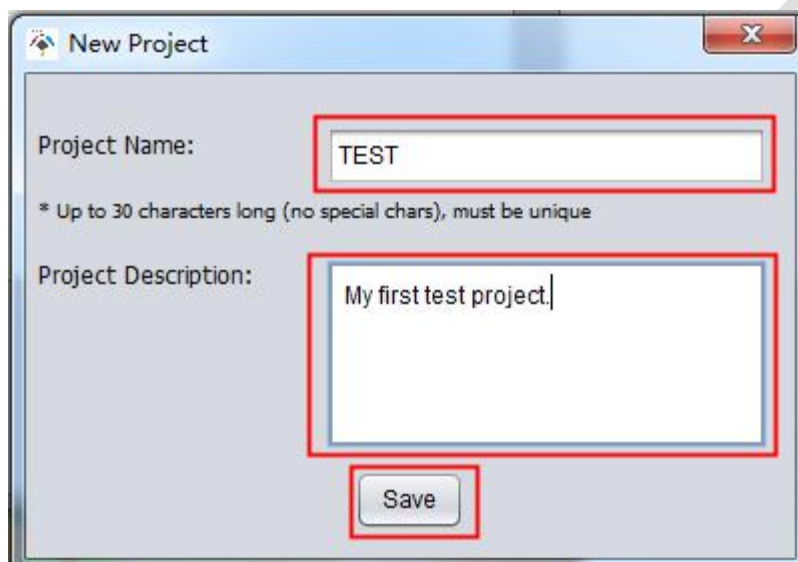 New Project
Project Name:
TEST
* Up to 30 characters long (no special chars), must be unique
Project Description:
My first test project.
Save